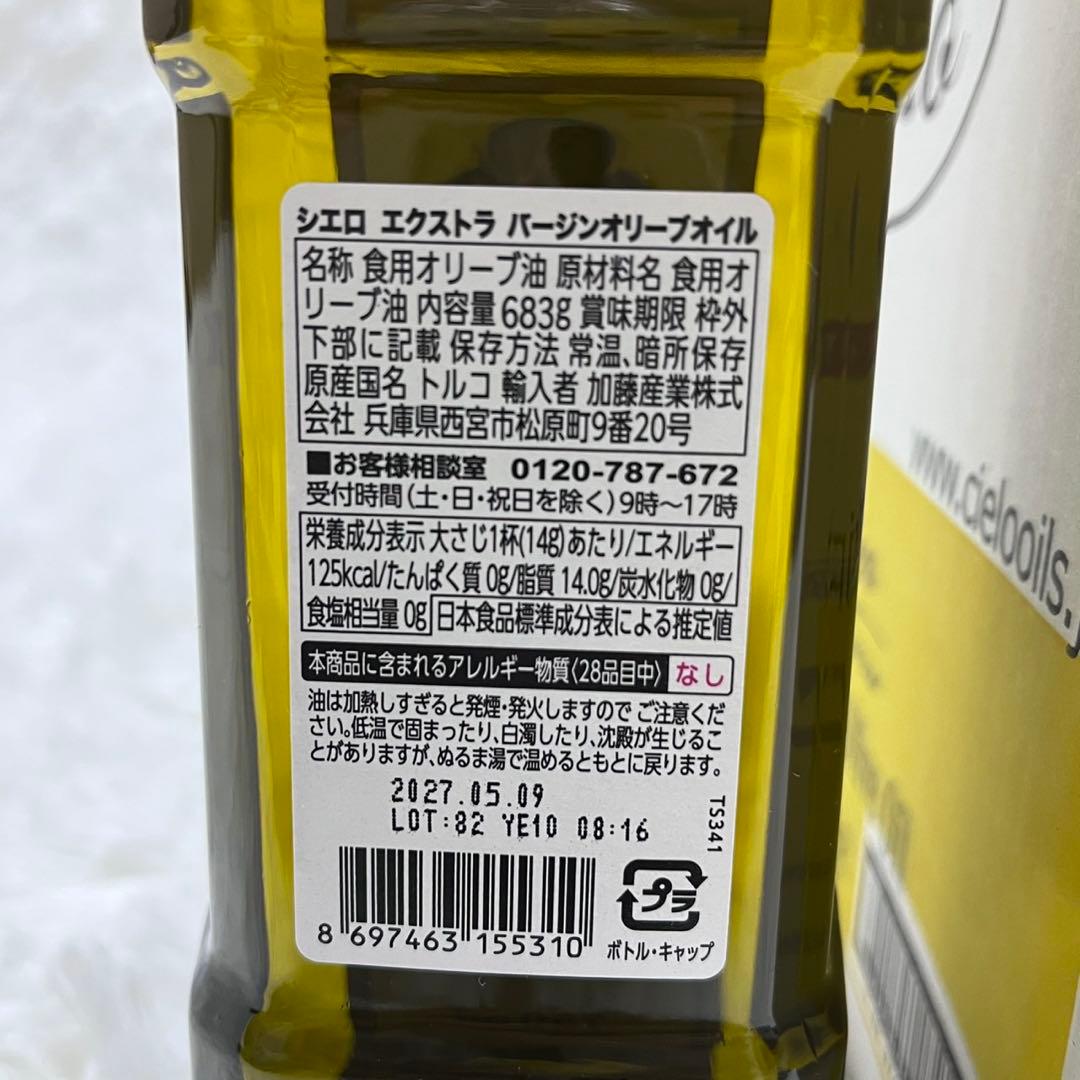 シエロ エクストラ バージンオリーブオイル
名称 食用オリーブ油 原材料名 食用オ
リーブ油 内容量 683g 賞味期限 枠外
下部に記載 保存方法 常温、暗所保存
原産国名 トルコ 輸入者 加藤産業株式
会社 兵庫県西宮市松原町9番20号
■お客様相談室 0120-787-672
受付時間(土・日・祝日を除く)9時～17時
栄養成分表示 大さじ1杯(14g)あたり/エネルギー
125kcal/たんぱく質 0g/脂質 14.0g/炭水化物 0g/
食塩相当量 0g 日本食品標準成分表による推定値
本商品に含まれるアレルギー物質〈28品目中〉 なし
油は加熱しすぎると発煙・発火しますので ご注意くだ
さい。低温で固まったり、白濁したり、沈殿が生じるこ
とがありますが、ぬるま湯で温めるともとに戻ります。
2027.05.09
LOT:82 YE10 08:16
TS341
8 697463 155310
プラ
ボトル・キャップ
www.cielooils.j